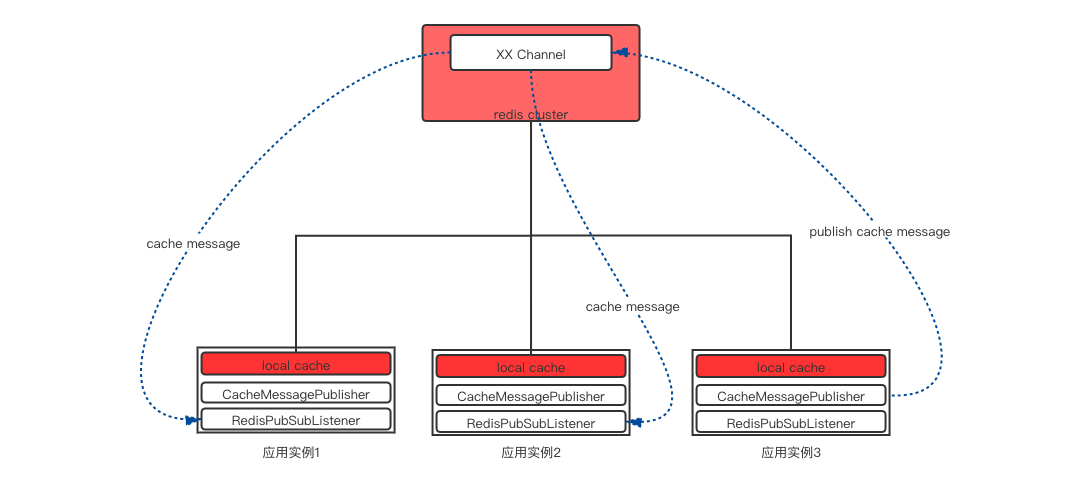 XX Channel
redis cluster
cache message
publish cache message
cache message
local cache
CacheMessagePublisher
RedisPubSubListener
应用实例1
local cache
CacheMessagePublisher
RedisPubSubListener
应用实例2
local cache
CacheMessagePublisher
RedisPubSubListener
应用实例3